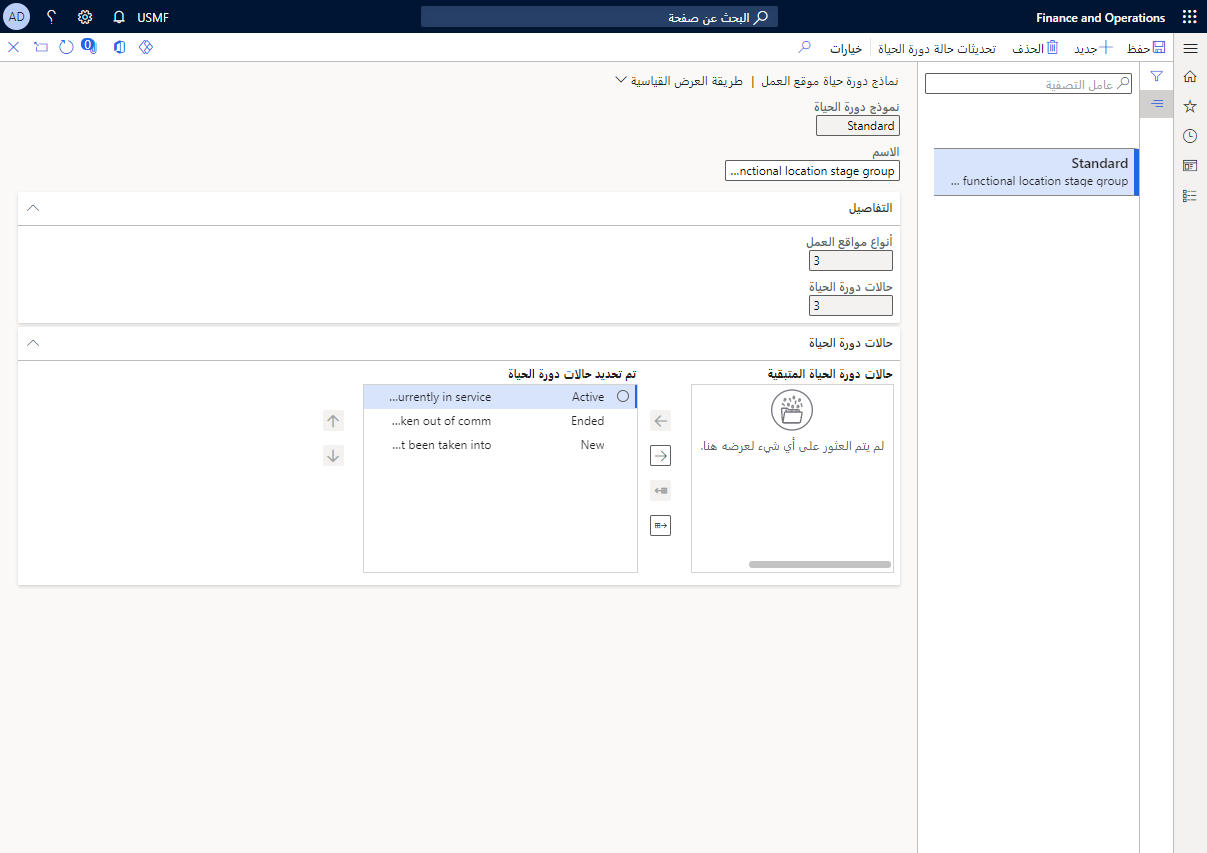 Finance and Operations
البحث عن صفحة
USMF
AD
حفظ
جديد
الحذف
تحديثات حالة دورة الحياة
خيارات
0
عامل التصفية
Standard
functional location stage group ...
نماذج دورة حياة موقع العمل | طريقة العرض القياسية
نموذج دورة الحياة
Standard
الاسم
...nctional location stage group
التفاصيل
أنواع مواقع العمل
3
حالات دورة الحياة
3
حالات دورة الحياة
حالات دورة الحياة المتبقية
لم يتم العثور على أي شيء لعرضه هنا.
تم تحديد حالات دورة الحياة
Active ...urrently in service
Ended ...ken out of comm
New ...t been taken into